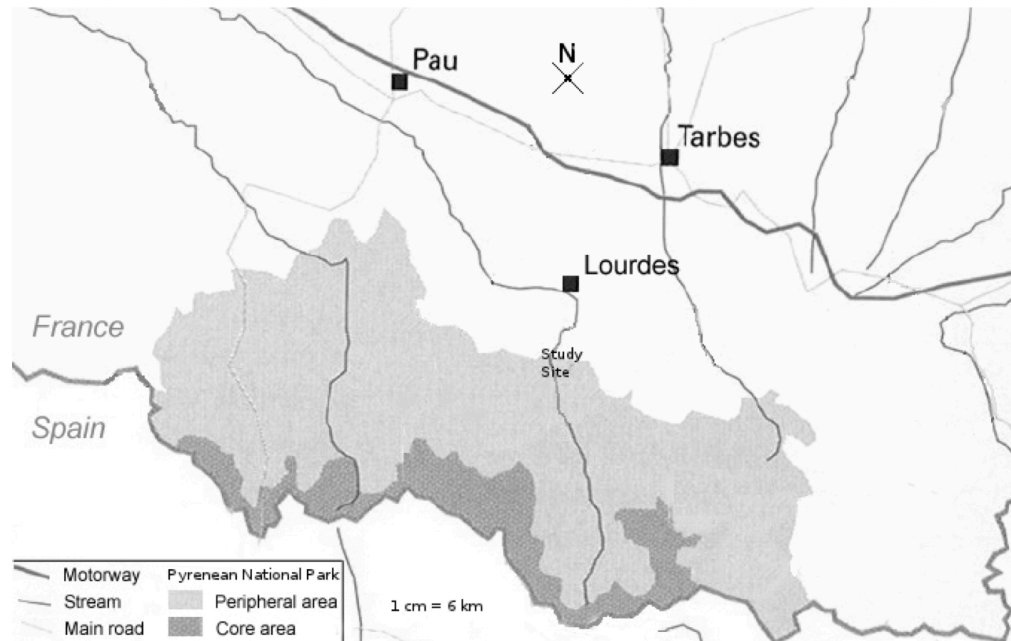 N
Pau
Tarbes
Lourdes
France
Study
Site
Spain
Motorway
Stream
Main road
Pyrenean National Park
Peripheral area
Core area
1 cm = 6 km